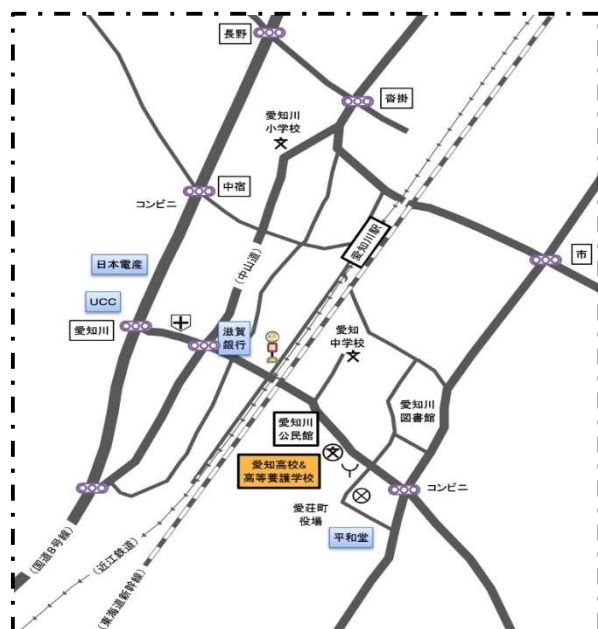 長野
沓掛
愛知川
小学校
コンビニ
中宿
愛知川駅
市
日本電産
(中山道)
UCC
愛知川
滋賀
銀行
愛知
中学校
愛知川
図書館
愛知川
公民館
愛知高校&
高等養護学校
コンビニ
愛荘町
役場
平和堂
(国道8号線)
(近江鉄道)
(東海道新幹線)